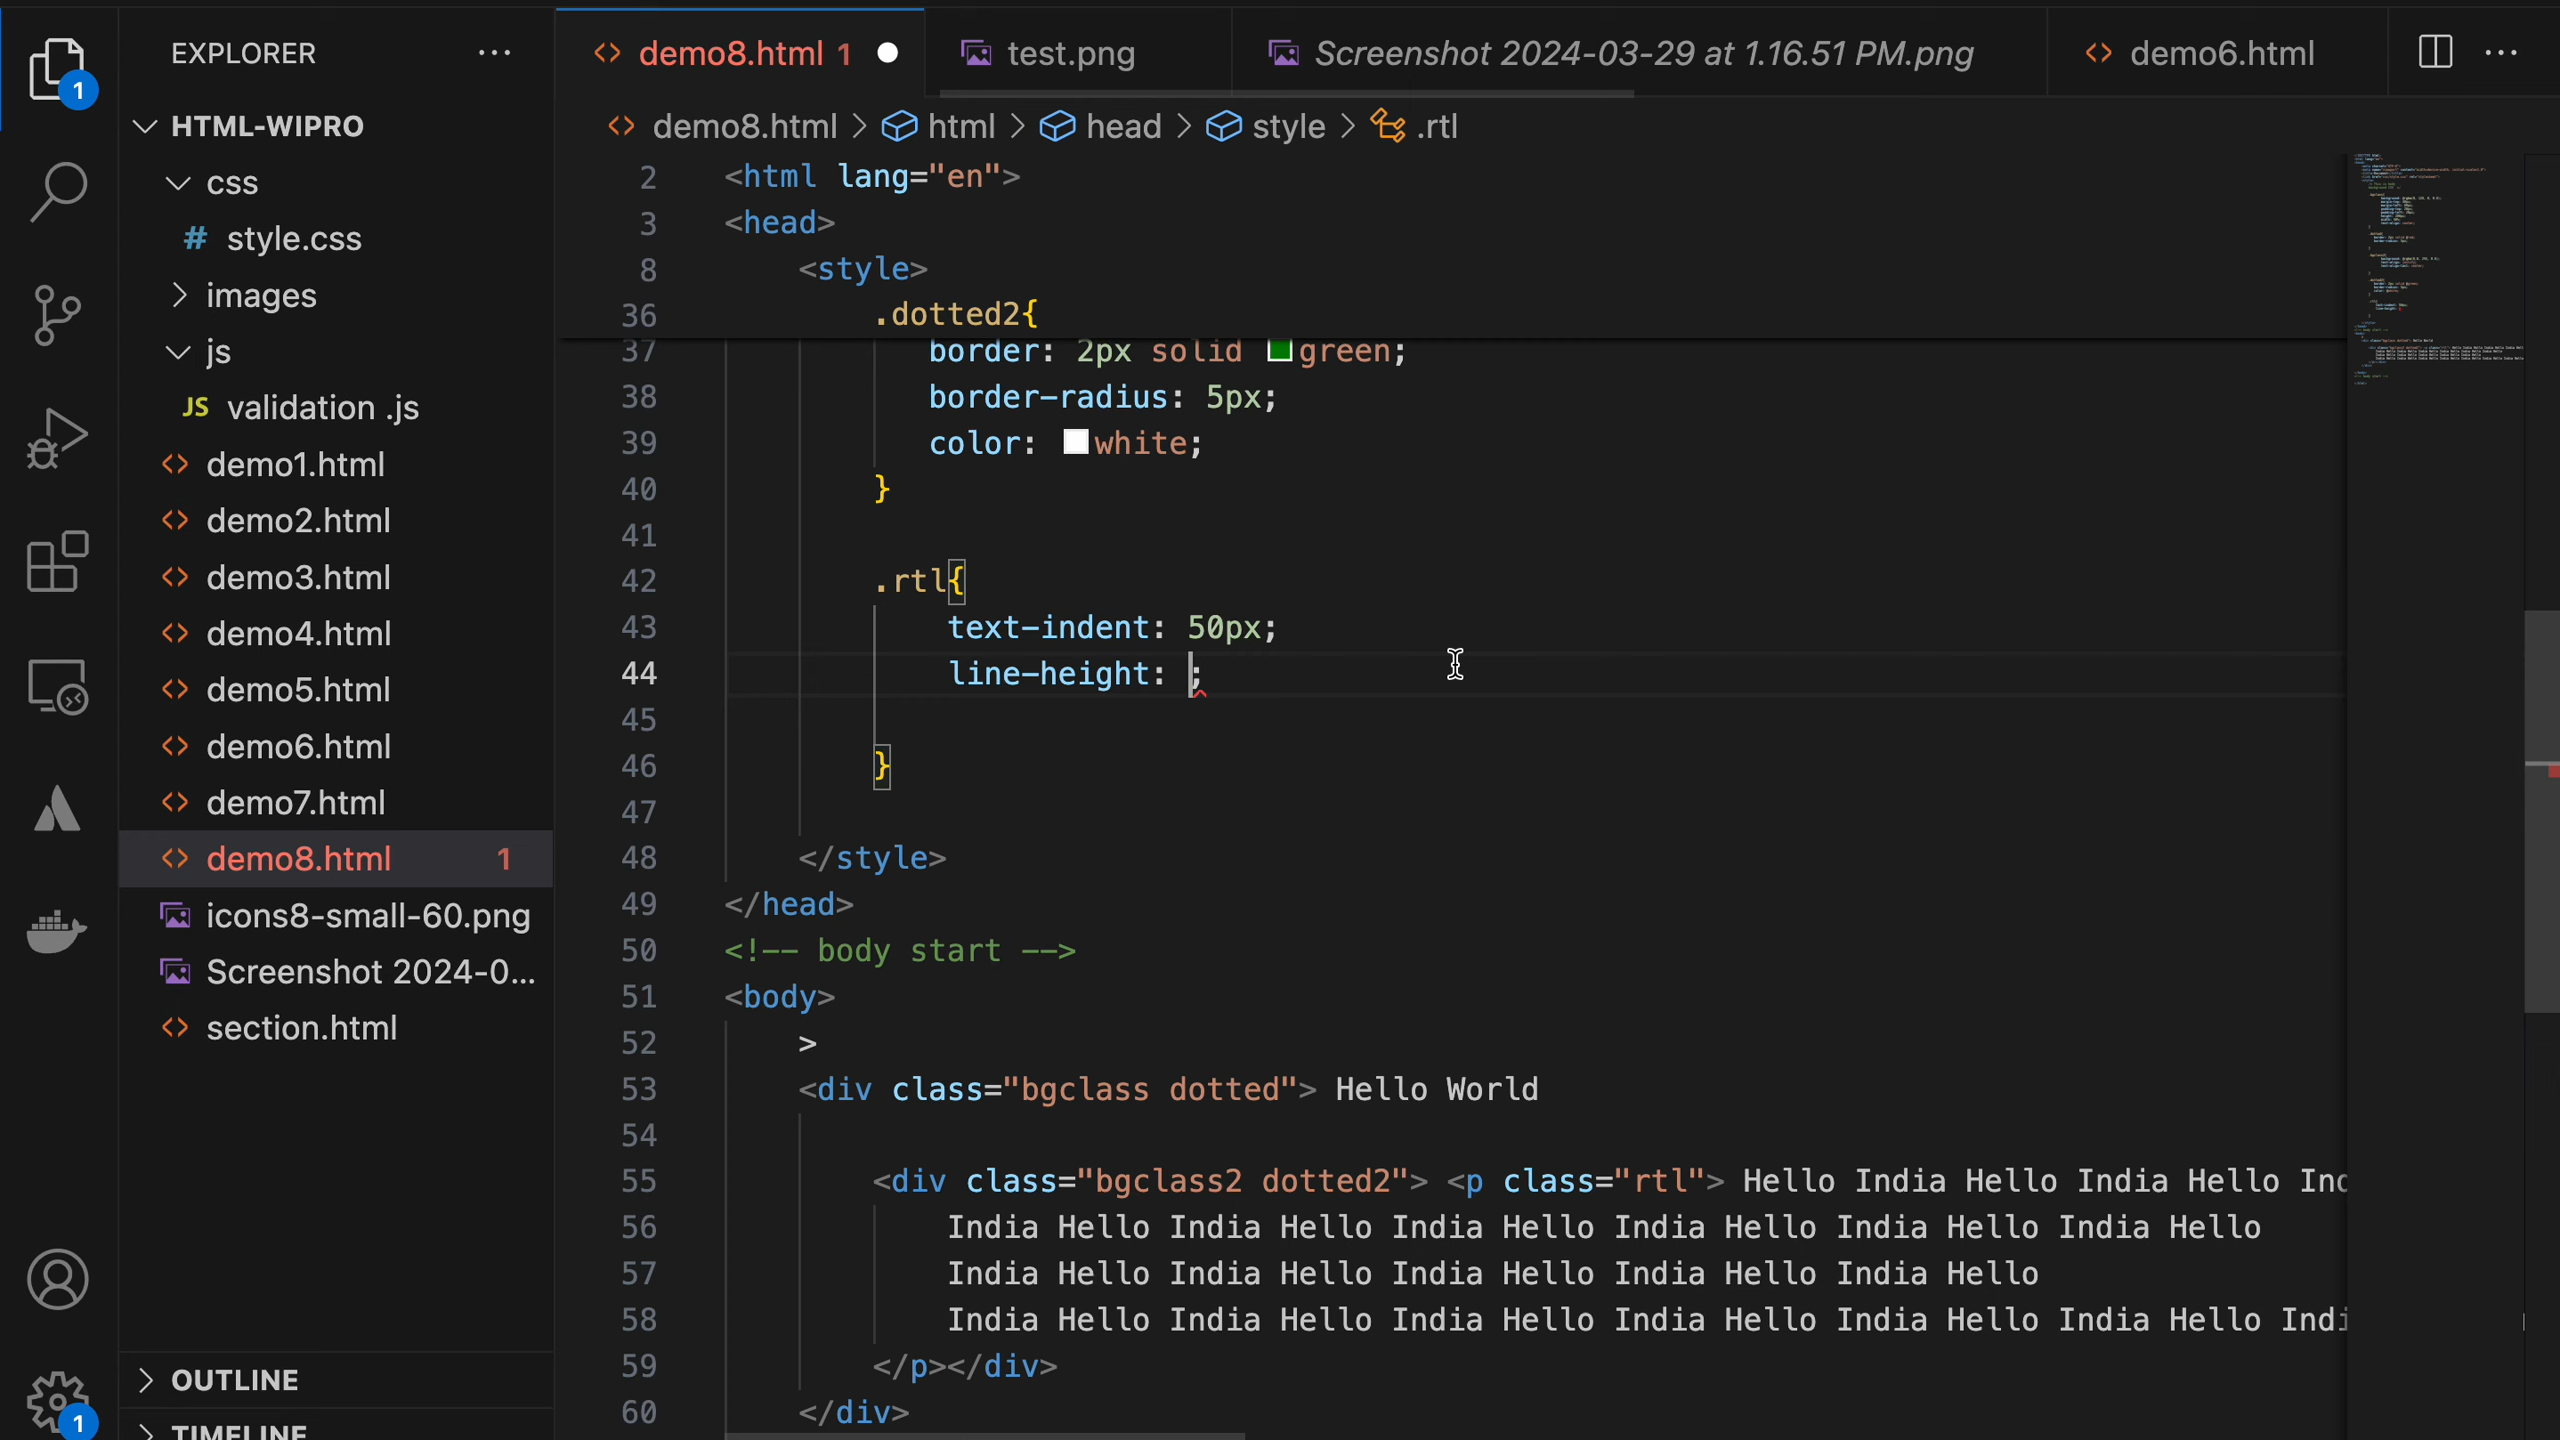 EXPLORER
HTML-WIPRO
css
# style.css
images
js
JS validation .js
demo1.html
demo2.html
demo3.html
demo4.html
demo5.html
demo6.html
demo7.html
demo8.html 1
icons8-small-60.png
Screenshot 2024-0...
section.html
OUTLINE
TIMELINE
1
1
demo8.html 1
test.png
Screenshot 2024-03-29 at 1.16.51 PM.png
demo6.html
demo8.html > html > head > style > .rtl
2 <html lang="en">
3 <head>
8 <style>
36 .dotted2{
37 border: 2px solid green;
38 border-radius: 5px;
39 color: white;
40 }
41
42 .rtl{
43 text-indent: 50px;
44 line-height: ;
45
46 }
47
48 </style>
49 </head>
50 <!-- body start -->
51 <body>
52 >
53 <div class="bgclass dotted"> Hello World
54
55 <div class="bgclass2 dotted2"> <p class="rtl"> Hello India Hello India Hello Ind
56 India Hello India Hello India Hello India Hello India Hello India Hello
57 India Hello India Hello India Hello India Hello India Hello
58 India Hello India Hello India Hello India Hello India Hello India Hello Indi
59 </p></div>
60 </div>